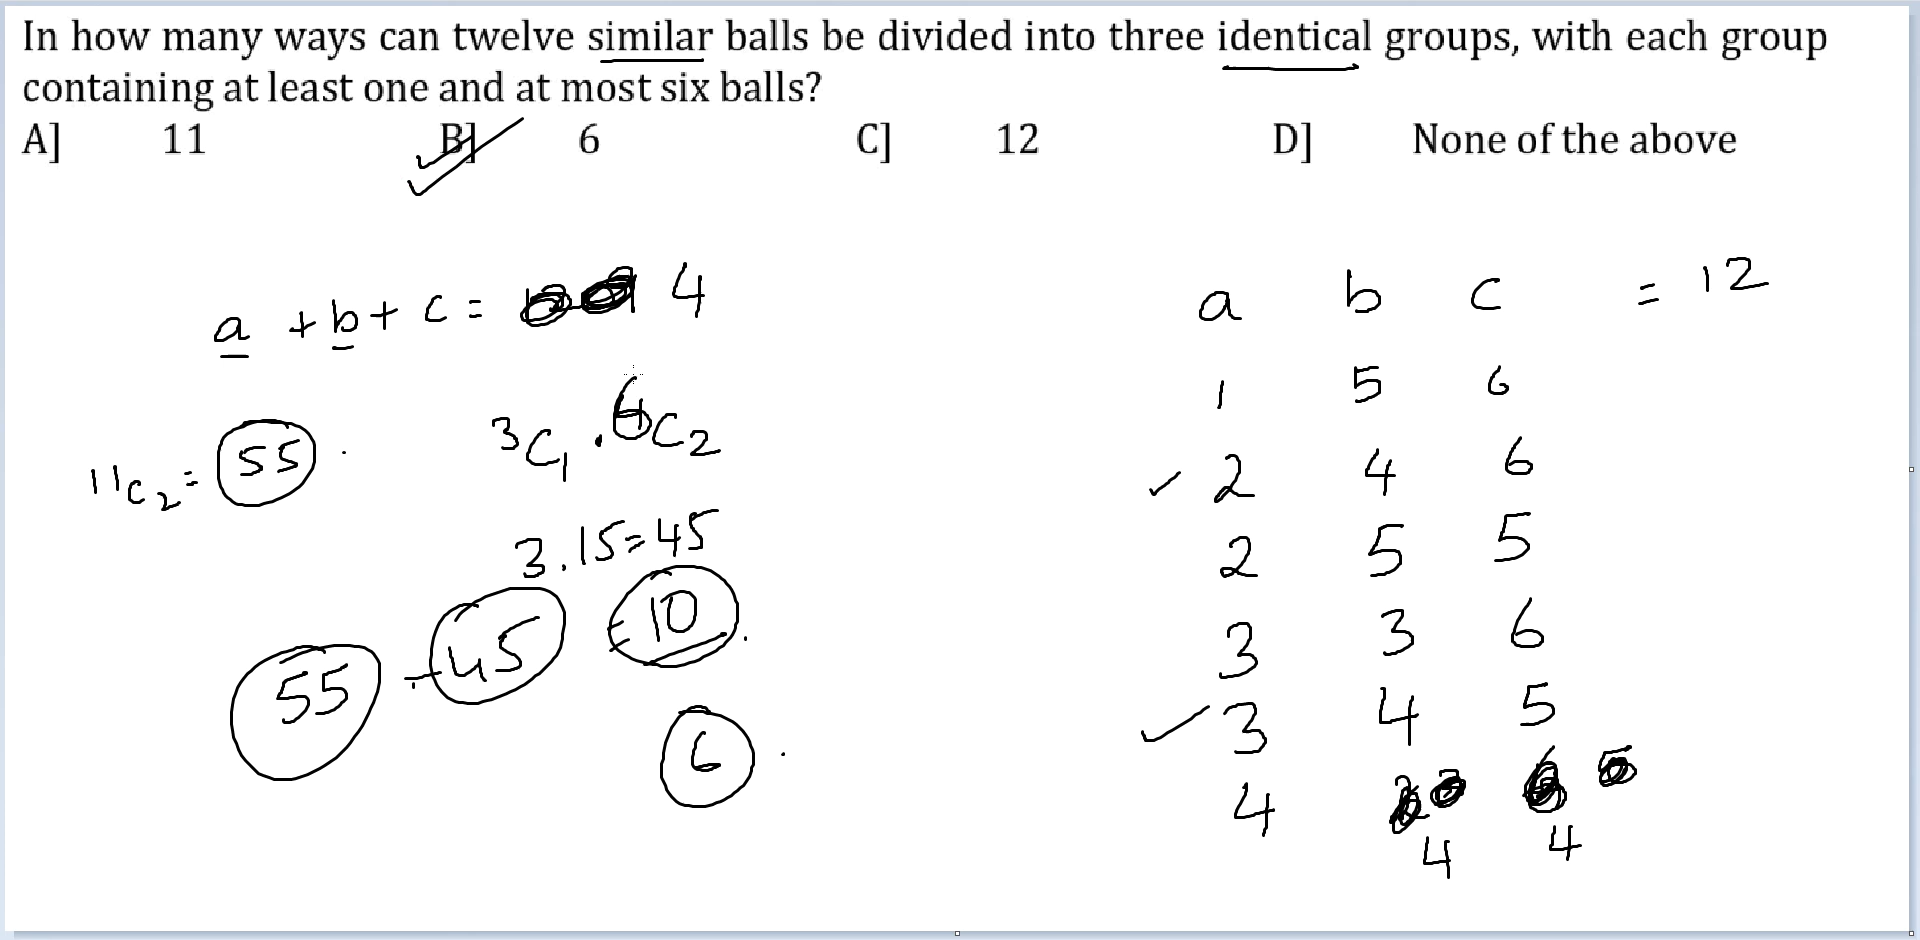 In how many ways can twelve similar balls be divided into three identical groups, with each group
containing at least one and at most six balls?
A] 11 B] 6 C] 12 D] None of the above
a + b + c = 4
11C2 = 55
3C1 . 6C2
3.15=45
55 - 45 = 10
6
a b c = 12
1 5 6
2 4 6
2 5 5
3 3 6
3 4 5
4
4 4